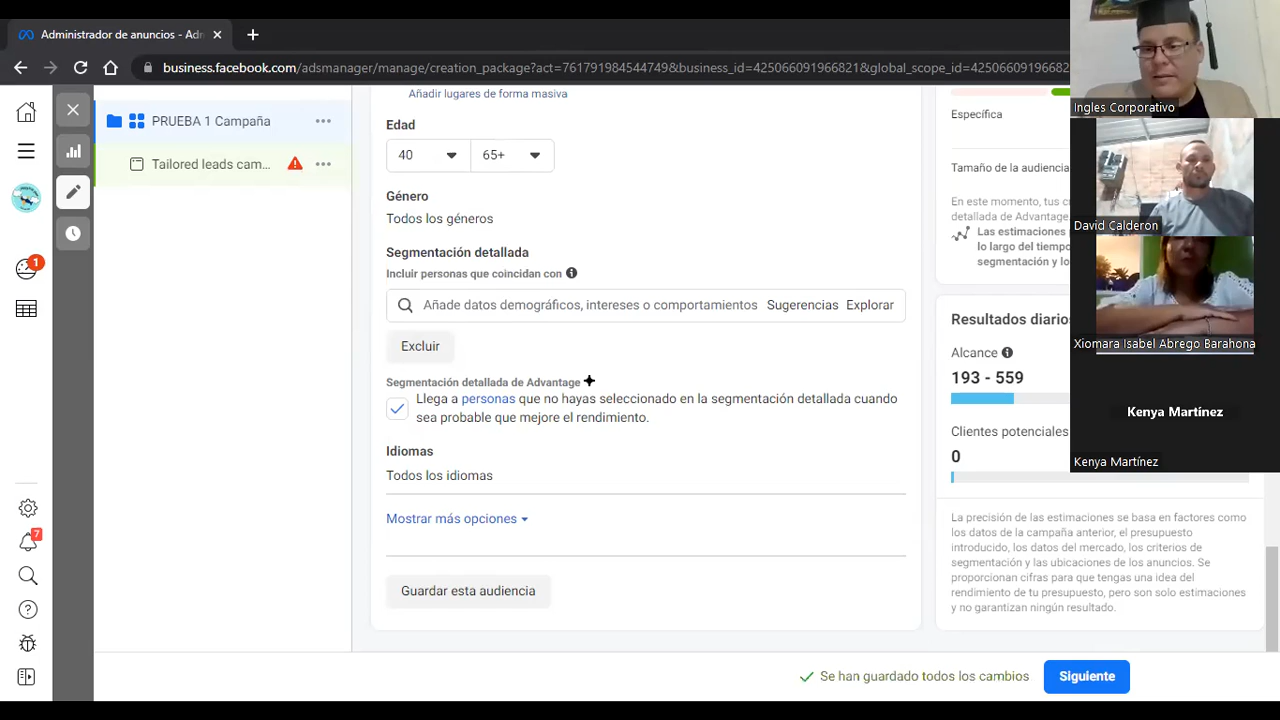 Administrador de anuncios - Adr
business.facebook.com/adsmanager/manage/creation_package?act=761791984544749&business_id=425066091966821&global_scope_id=42506609196682
Ingles Corporativo
David Calderon
Xiomara Isabel Abrego Barahona
Kenya Martínez
Kenya Martínez
1
7
PRUEBA 1 Campaña
Tailored leads cam...
Añadir lugares de forma masiva
Edad
40
65+
Género
Todos los géneros
Segmentación detallada
Incluir personas que coincidan con
Añade datos demográficos, intereses o comportamientos Sugerencias Explorar
Excluir
Segmentación detallada de Advantage
Llega a personas que no hayas seleccionado en la segmentación detallada cuando
sea probable que mejore el rendimiento.
Idiomas
Todos los idiomas
Mostrar más opciones
Guardar esta audiencia
Específica
Tamaño de la audiencia
En este momento, tus c
detallada de Advantage
Las estimaciones
lo largo del tiempo
segmentación y lo
Resultados diario
Alcance
193 - 559
Clientes potenciales
0
La precisión de las estimaciones se basa en factores como
los datos de la campaña anterior, el presupuesto
introducido, los datos del mercado, los criterios de
segmentación y las ubicaciones de los anuncios. Se
proporcionan cifras para que tengas una idea del
rendimiento de tu presupuesto, pero son solo estimaciones
y no garantizan ningún resultado.
Se han guardado todos los cambios
Siguiente